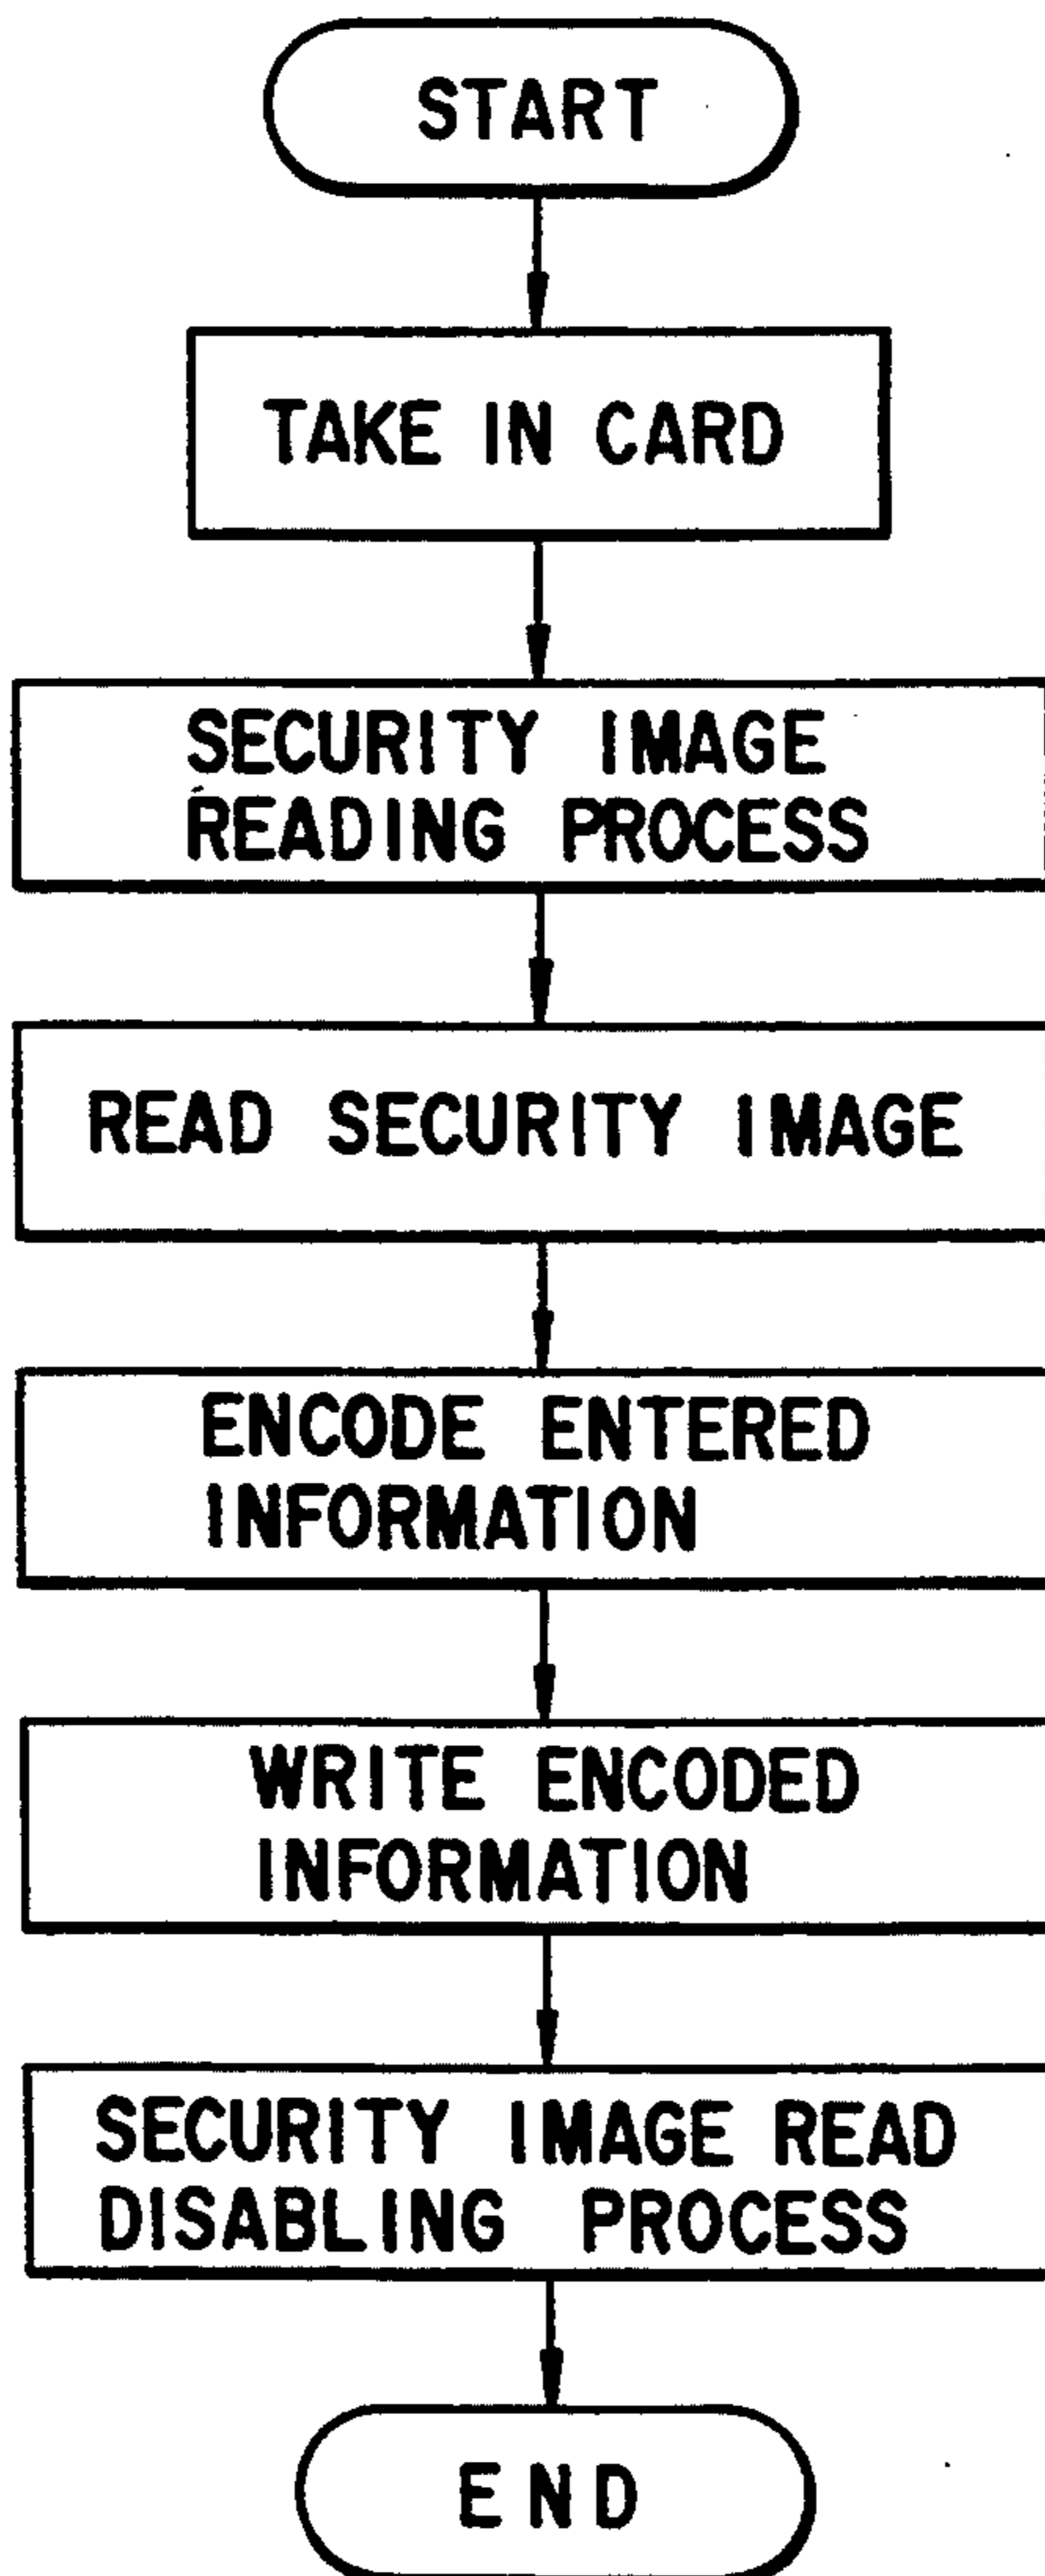 START
TAKE IN CARD
SECURITY IMAGE
READING PROCESS
READ SECURITY IMAGE
ENCODE ENTERED
INFORMATION
WRITE ENCODED
INFORMATION
SECURITY IMAGE READ
DISABLING PROCESS
END